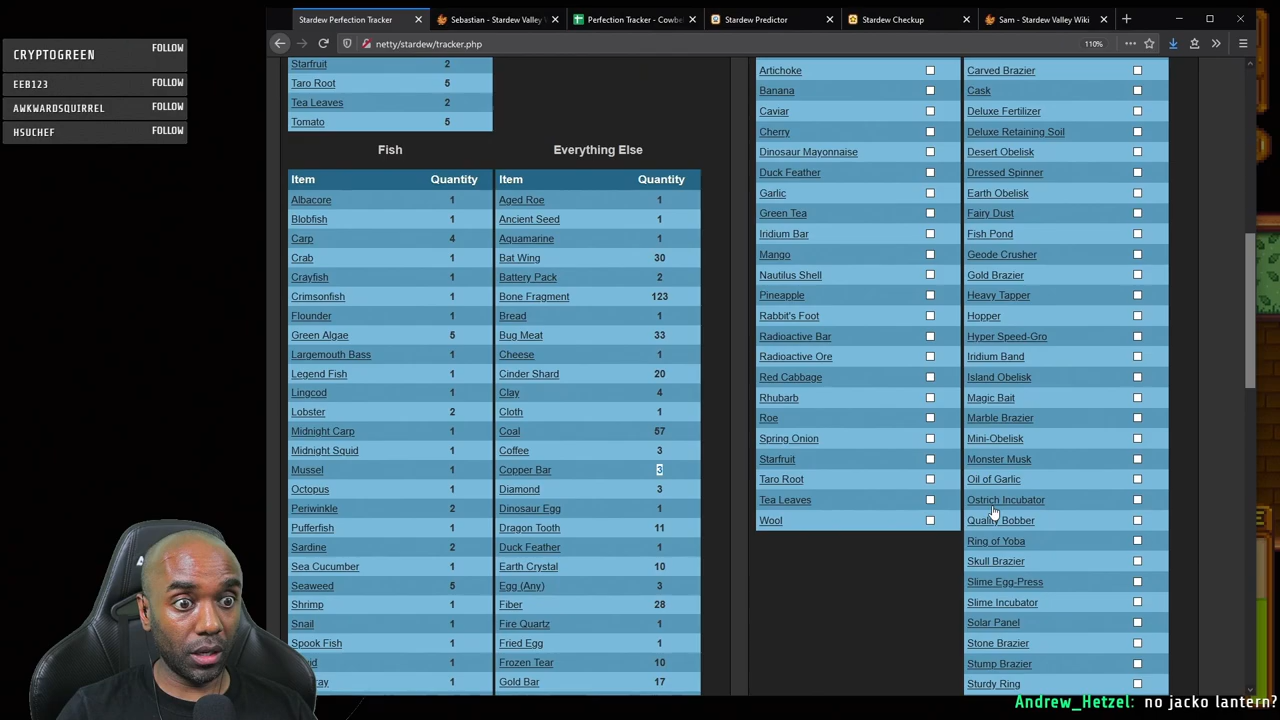 Stardew Perfection Tracker
Sebastian - Stardew Valley W
Perfection Tracker - Cowbe
Stardew Predictor
Stardew Checkup
Sam - Stardew Valley Wiki
netty/stardew/tracker.php
110%
CRYPTOGREEN FOLLOW
EEB123 FOLLOW
AWKWARDSQUIRREL FOLLOW
HSUCHEF FOLLOW
Starfruit 2
Taro Root 5
Tea Leaves 2
Tomato 5
Fish
Item Quantity
Albacore 1
Blobfish 1
Carp 4
Crab 1
Crayfish 1
Crimsonfish 1
Flounder 1
Green Algae 5
Largemouth Bass 1
Legend Fish 1
Lingcod 1
Lobster 2
Midnight Carp 1
Midnight Squid 1
Mussel 1
Octopus 1
Periwinkle 2
Pufferfish 1
Sardine 2
Sea Cucumber 1
Seaweed 5
Shrimp 1
Snail 1
Spook Fish 1
1
1
Everything Else
Item Quantity
Aged Roe 1
Ancient Seed 1
Aquamarine 1
Bat Wing 30
Battery Pack 2
Bone Fragment 123
Bread 1
Bug Meat 33
Cheese 1
Cinder Shard 20
Clay 4
Cloth 1
Coal 57
Coffee 3
Copper Bar 3
Diamond 3
Dinosaur Egg 1
Dragon Tooth 11
Duck Feather 1
Earth Crystal 10
Egg (Any) 3
Fiber 28
Fire Quartz 1
Fried Egg 1
Frozen Tear 10
Gold Bar 17
Artichoke
Banana
Caviar
Cherry
Dinosaur Mayonnaise
Duck Feather
Garlic
Green Tea
Iridium Bar
Mango
Nautilus Shell
Pineapple
Rabbit's Foot
Radioactive Bar
Radioactive Ore
Red Cabbage
Rhubarb
Roe
Spring Onion
Starfruit
Taro Root
Tea Leaves
Wool
Carved Brazier
Cask
Deluxe Fertilizer
Deluxe Retaining Soil
Desert Obelisk
Dressed Spinner
Earth Obelisk
Fairy Dust
Fish Pond
Geode Crusher
Gold Brazier
Heavy Tapper
Hopper
Hyper Speed-Gro
Iridium Band
Island Obelisk
Magic Bait
Marble Brazier
Mini-Obelisk
Monster Musk
Oil of Garlic
Ostrich Incubator
Quality Bobber
Ring of Yoba
Skull Brazier
Slime Egg-Press
Slime Incubator
Solar Panel
Stone Brazier
Stump Brazier
Sturdy Ring
Andrew_Hetzel: no jacko lantern?